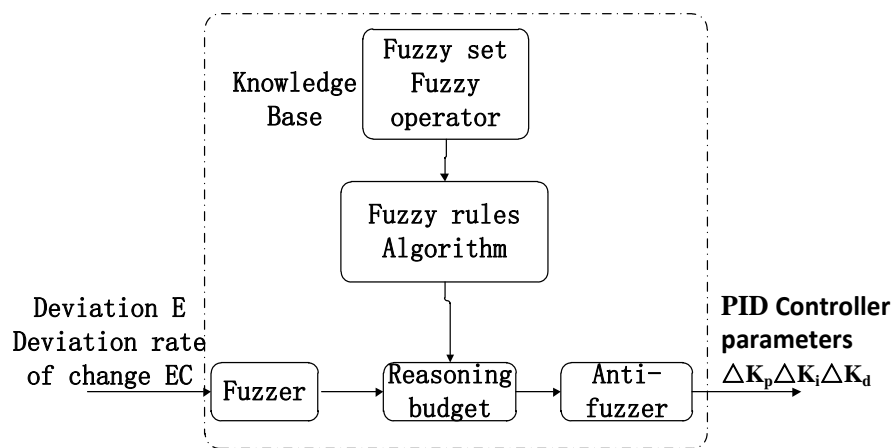 Fuzzy set
Fuzzy
operator
Knowledge
Base
Fuzzy rules
Algorithm
Deviation E
Deviation rate
of change EC
Fuzzer
Reasoning
budget
Anti-
fuzzer
PID Controller
parameters
△Kp△Ki△Kd